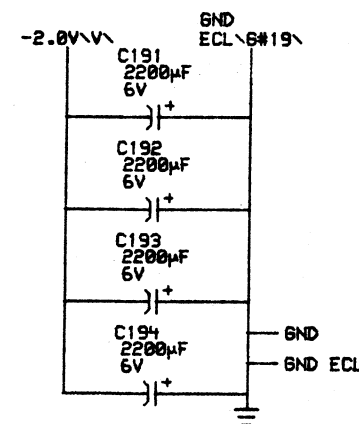 GND
-2.0V\V\ ECL\G#19\
C191
2200µF
6V
+
C192
2200µF
6V
+
C193
2200µF
6V
+
GND
C194
2200µF
GND ECL
6V
+